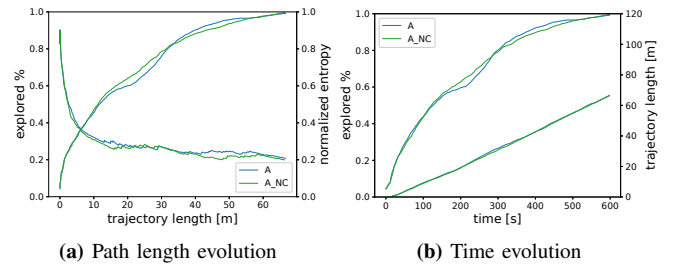 1.0
0.8
0.6
0.4
0.2
0.0
explored %
0 10 20 30 40 50 60
trajectory length [m]
1.0
0.8
0.6
0.4
0.2
0.0
normalized entropy
A
A_NC
(a) Path length evolution
1.0
0.8
0.6
0.4
0.2
0.0
explored %
A
A_NC
0 100 200 300 400 500 600
time [s]
120
100
80
60
40
20
0
trajectory length [m]
(b) Time evolution